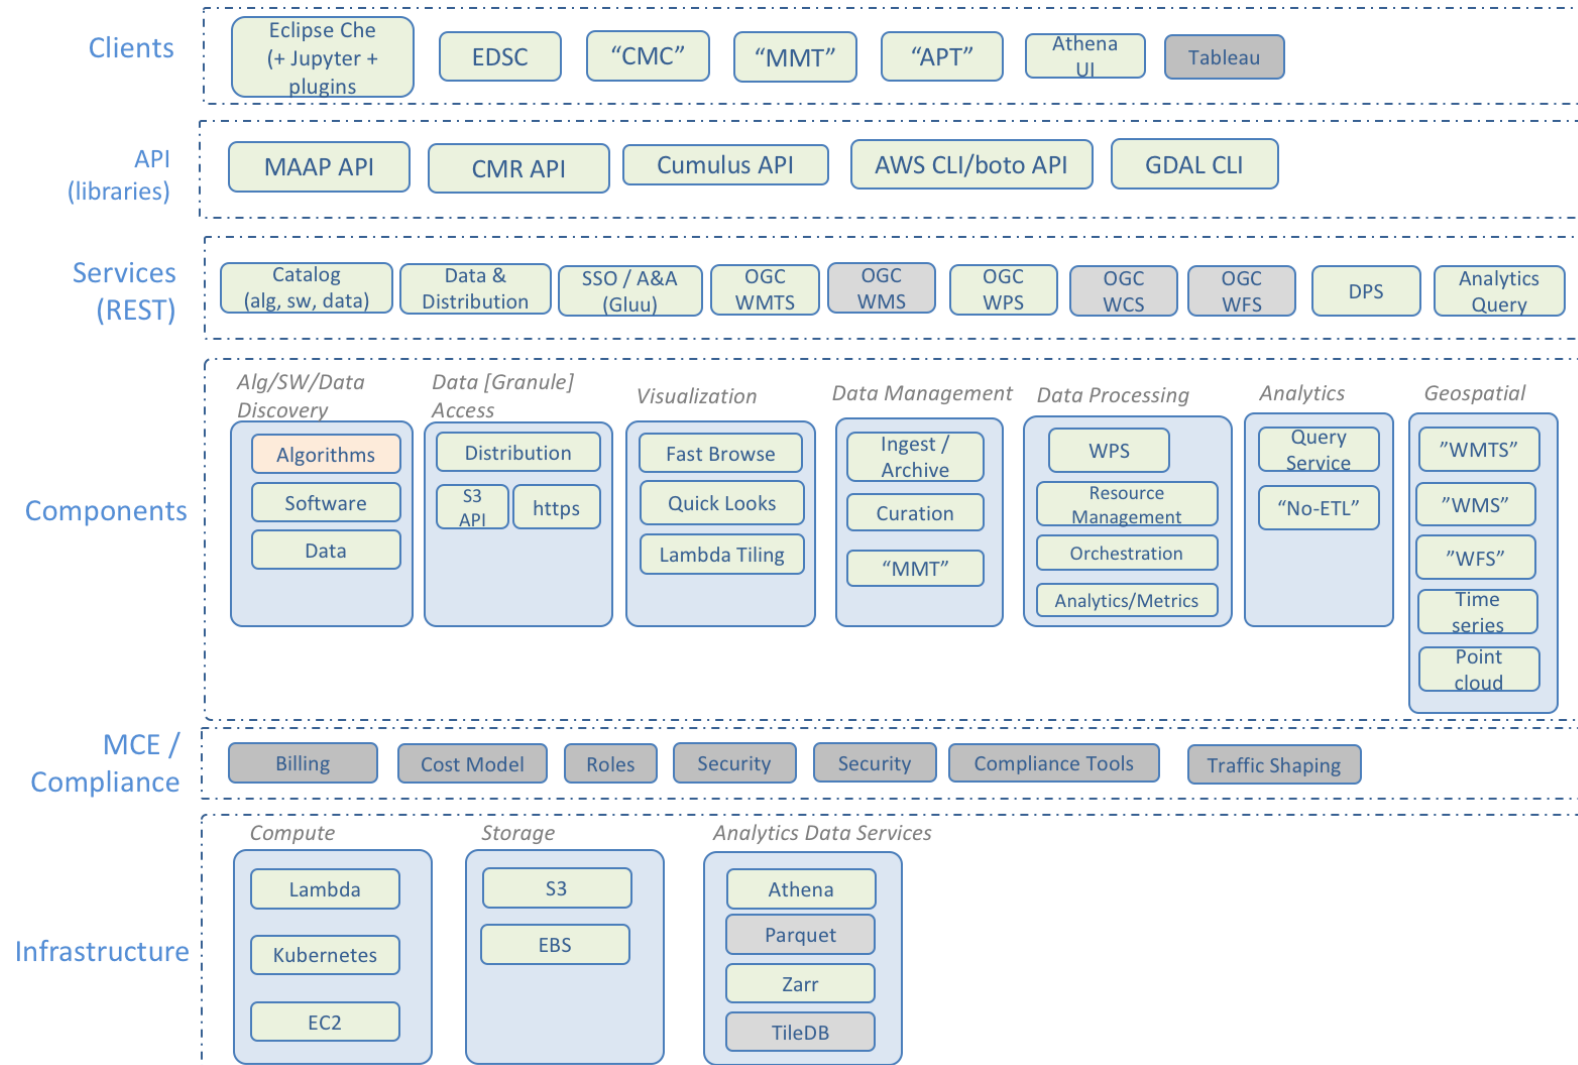 Clients
Eclipse Che
(+ Jupyter +
plugins
EDSC
“CMC”
“MMT”
“APT”
Athena
UI
Tableau
API
(libraries)
MAAP API
CMR API
Cumulus API
AWS CLI/boto API
GDAL CLI
Services
(REST)
Catalog
(alg, sw, data)
Data &
Distribution
SSO / A&A
(Gluu)
OGC
WMTS
OGC
WMS
OGC
WPS
OGC
WCS
OGC
WFS
DPS
Analytics
Query
Components
Alg/SW/Data
Discovery
Algorithms
Software
Data
Data [Granule]
Access
Distribution
S3
API
https
Visualization
Fast Browse
Quick Looks
Lambda Tiling
Data Management
Ingest /
Archive
Curation
“MMT”
Data Processing
WPS
Resource
Management
Orchestration
Analytics/Metrics
Analytics
Query
Service
“No-ETL”
Geospatial
”WMTS”
”WMS”
”WFS”
Time
series
Point
cloud
MCE /
Compliance
Billing
Cost Model
Roles
Security
Security
Compliance Tools
Traffic Shaping
Infrastructure
Compute
Lambda
Kubernetes
EC2
Storage
S3
EBS
Analytics Data Services
Athena
Parquet
Zarr
TileDB